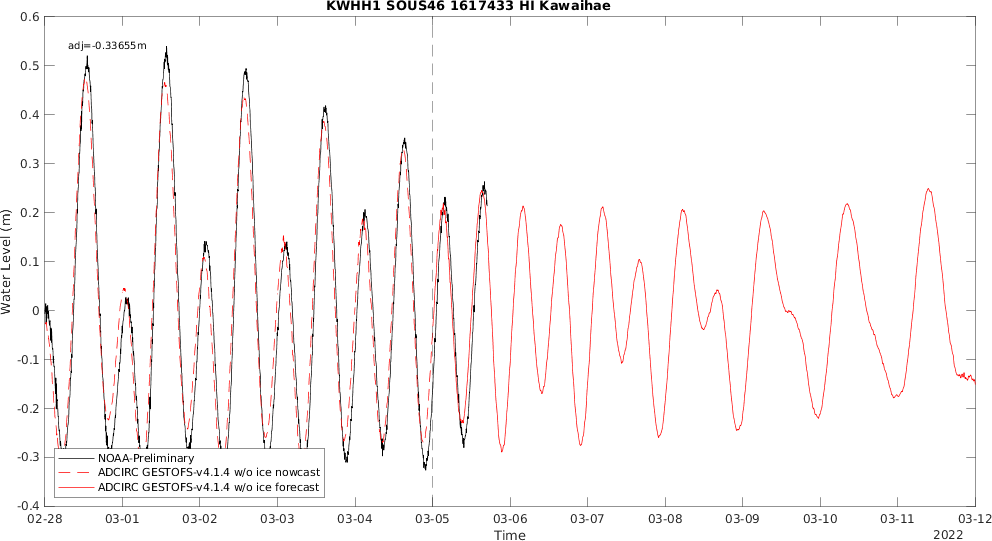 KWHH1 SOUS46 1617433 HI Kawaihae
adj=-0.33655m
Water Level (m)
0.6
0.5
0.4
0.3
0.2
0.1
0
-0.1
-0.2
-0.3
-0.4
NOAA-Preliminary
ADCIRC GESTOFS-v4.1.4 w/o ice nowcast
ADCIRC GESTOFS-v4.1.4 w/o ice forecast
02-28 03-01 03-02 03-03 03-04 03-05 03-06 03-07 03-08 03-09 03-10 03-11 03-12
Time
2022